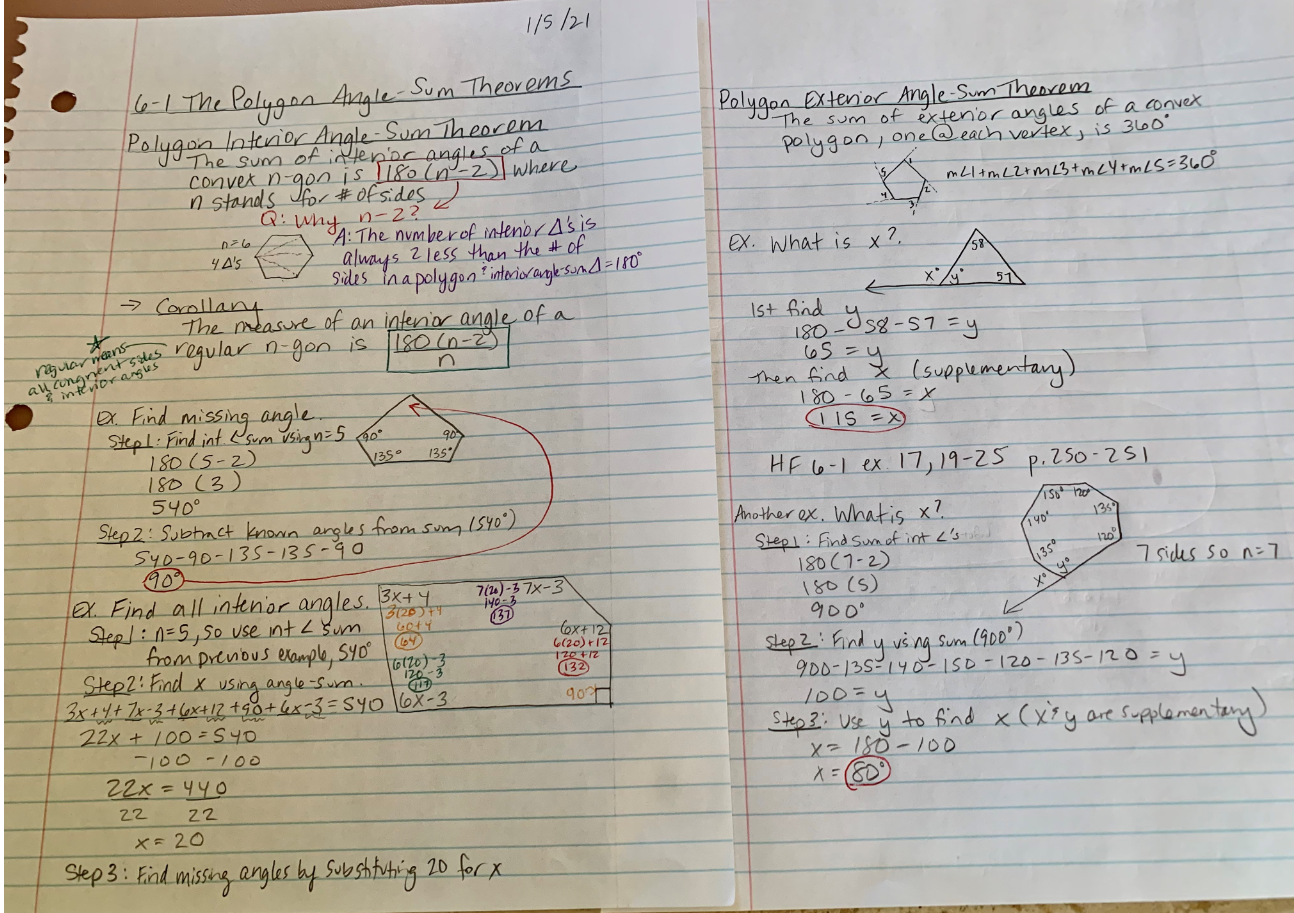 1/5/21
6-1 The Polygon Angle-Sum Theorems
Polygon Interior Angle-Sum Theorem
The sum of interior angles of a
convex n-gon is 180(n-2) where
n stands for # of sides
Q: Why n-2?
n=6
4 Δ's
A: The number of interior Δ's is
always 2 less than the # of
sides in a polygon & interior angle-sum Δ = 180°
→ Corollary
The measure of an interior angle of a
regular n-gon is 180(n-2)
n
regular means
all congruent sides
& interior angles
Ex. Find missing angle.
Step 1: Find int ∠ sum using n=5
180(5-2)
180(3)
540°
90° 90°
135° 135°
Step 2: Subtract known angles from sum (540°)
540-90-135-135-90
90°
Ex. Find all interior angles.
Step 1: n=5, so use int ∠ sum
from previous example, 540°
Step 2: Find x using angle-sum.
3x+4+7x-3+6x+12+90+6x-3=540
22x + 100 = 540
-100 -100
22x = 440
22 22
x = 20
Step 3: Find missing angles by substituting 20 for x
3x+4
3(20)+4
60+4
64
7(20)-3 7x-3
140-3
137
6x+12
6(20)+12
120+12
132
6(20)-3
120-3
117
6x-3
90°
Polygon Exterior Angle-Sum Theorem
The sum of exterior angles of a convex
polygon, one @ each vertex, is 360°
1
2
3
4
5
m∠1+m∠2+m∠3+m∠4+m∠5=360°
Ex. What is x?
58
x° y° 57
1st find y
180-58-57 = y
65 = y
Then find x (supplementary)
180-65 = x
115 = x
HF 6-1 ex. 17, 19-25 p. 250-251
Another ex. What is x?
Step 1: Find sum of int ∠'s
180(7-2)
180(5)
900°
150° 120°
140° 135°
135° 120°
x° y°
7 sides so n=7
Step 2: Find y using sum (900°)
900-135-140-150-120-135-120 = y
100 = y
Step 3: Use y to find x (x & y are supplementary)
x = 180-100
x = 80°